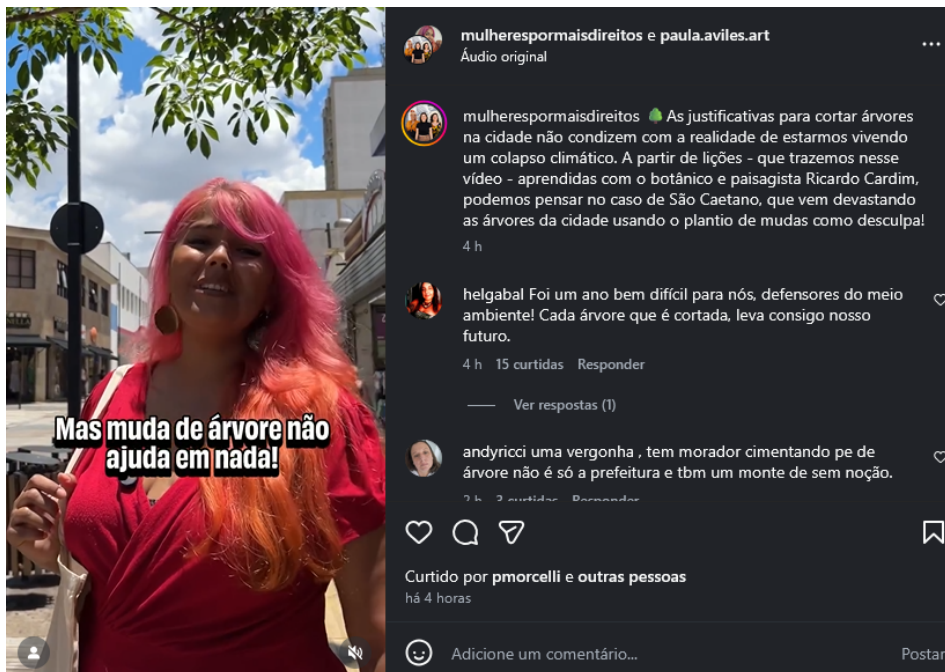 mulherespormaisdireitos e paula.aviles.art
Áudio original
mulherespormaisdireitos 🌳As justificativas para cortar árvores
na cidade não condizem com a realidade de estarmos vivendo
um colapso climático. A partir de lições - que trazemos nesse
vídeo - aprendidas com o botânico e paisagista Ricardo Cardim,
podemos pensar no caso de São Caetano, que vem devastando
as árvores da cidade usando o plantio de mudas como desculpa!
4 h
helgabal Foi um ano bem difícil para nós, defensores do meio
ambiente! Cada árvore que é cortada, leva consigo nosso
futuro.
4 h 15 curtidas Responder
Ver respostas (1)
Mas muda de árvore não
ajuda em nada!
andyricci uma vergonha , tem morador cimentando pe de
árvore não é só a prefeitura e tbm um monte de sem noção.
2 h 3 curtidas Responder
Curtido por pmorcelli e outras pessoas
há 4 horas
Adicione um comentário...
Postar